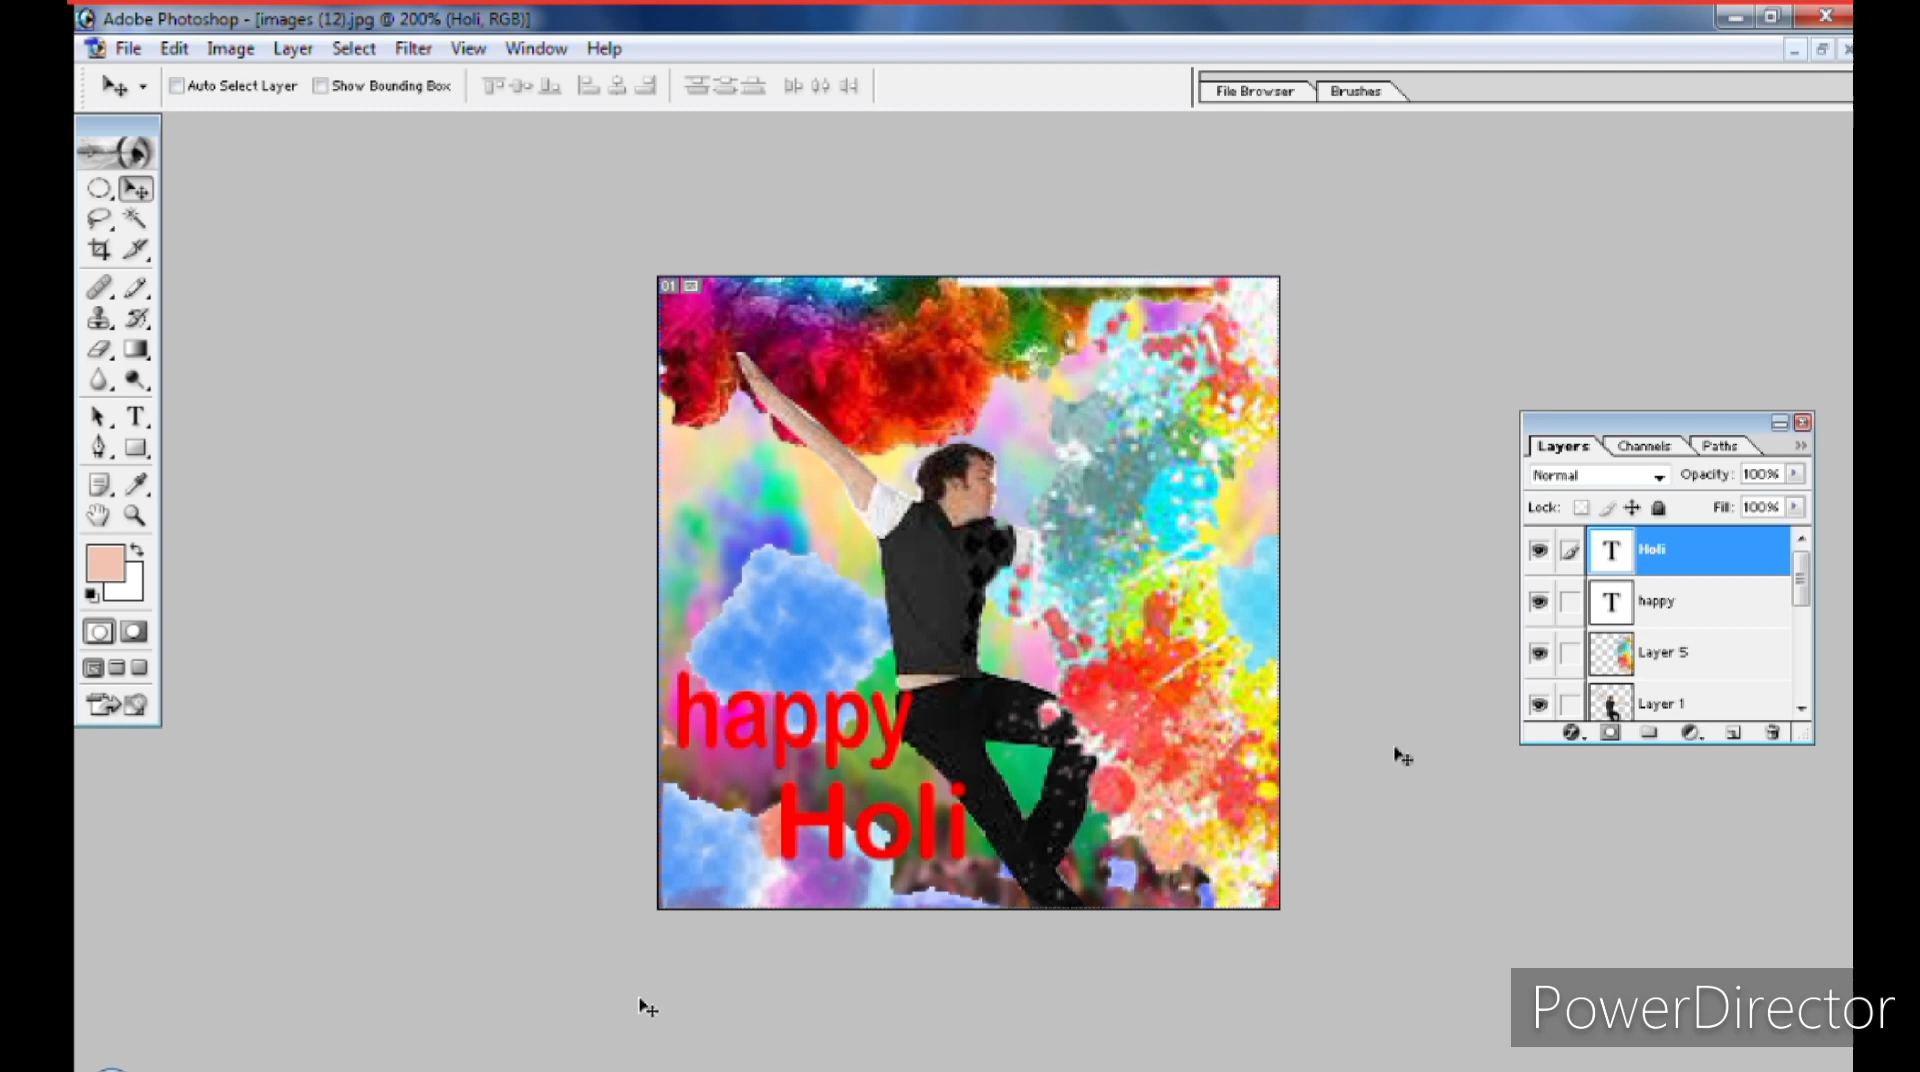 Adobe Photoshop - [images (12).jpg @ 200% (Holi, RGB)]
File Edit Image Layer Select Filter View Window Help
Auto Select Layer Show Bounding Box
File Browser Brushes
01
happy
Holi
Layers Channels Paths
Normal Opacity: 100%
Lock: Fill: 100%
T Holi
T happy
Layer 5
Layer 1
PowerDirector